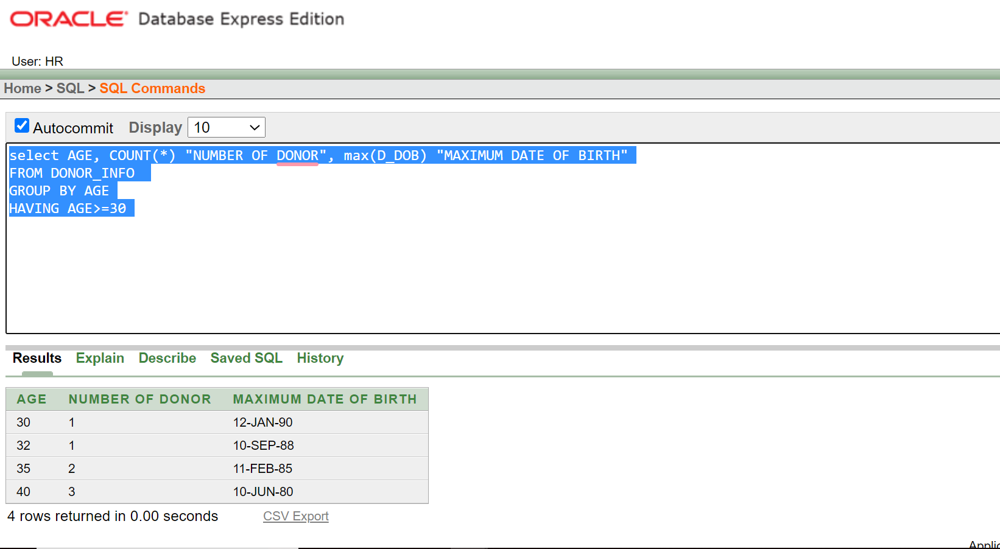 ORACLE Database Express Edition
User: HR
Home > SQL > SQL Commands
Autocommit Display 10
select AGE, COUNT(*) "NUMBER OF DONOR", max(D_DOB) "MAXIMUM DATE OF BIRTH"
FROM DONOR_INFO
GROUP BY AGE
HAVING AGE>=30
Results Explain Describe Saved SQL History
AGE NUMBER OF DONOR MAXIMUM DATE OF BIRTH
30 1 12-JAN-90
32 1 10-SEP-88
35 2 11-FEB-85
40 3 10-JUN-80
4 rows returned in 0.00 seconds CSV Export